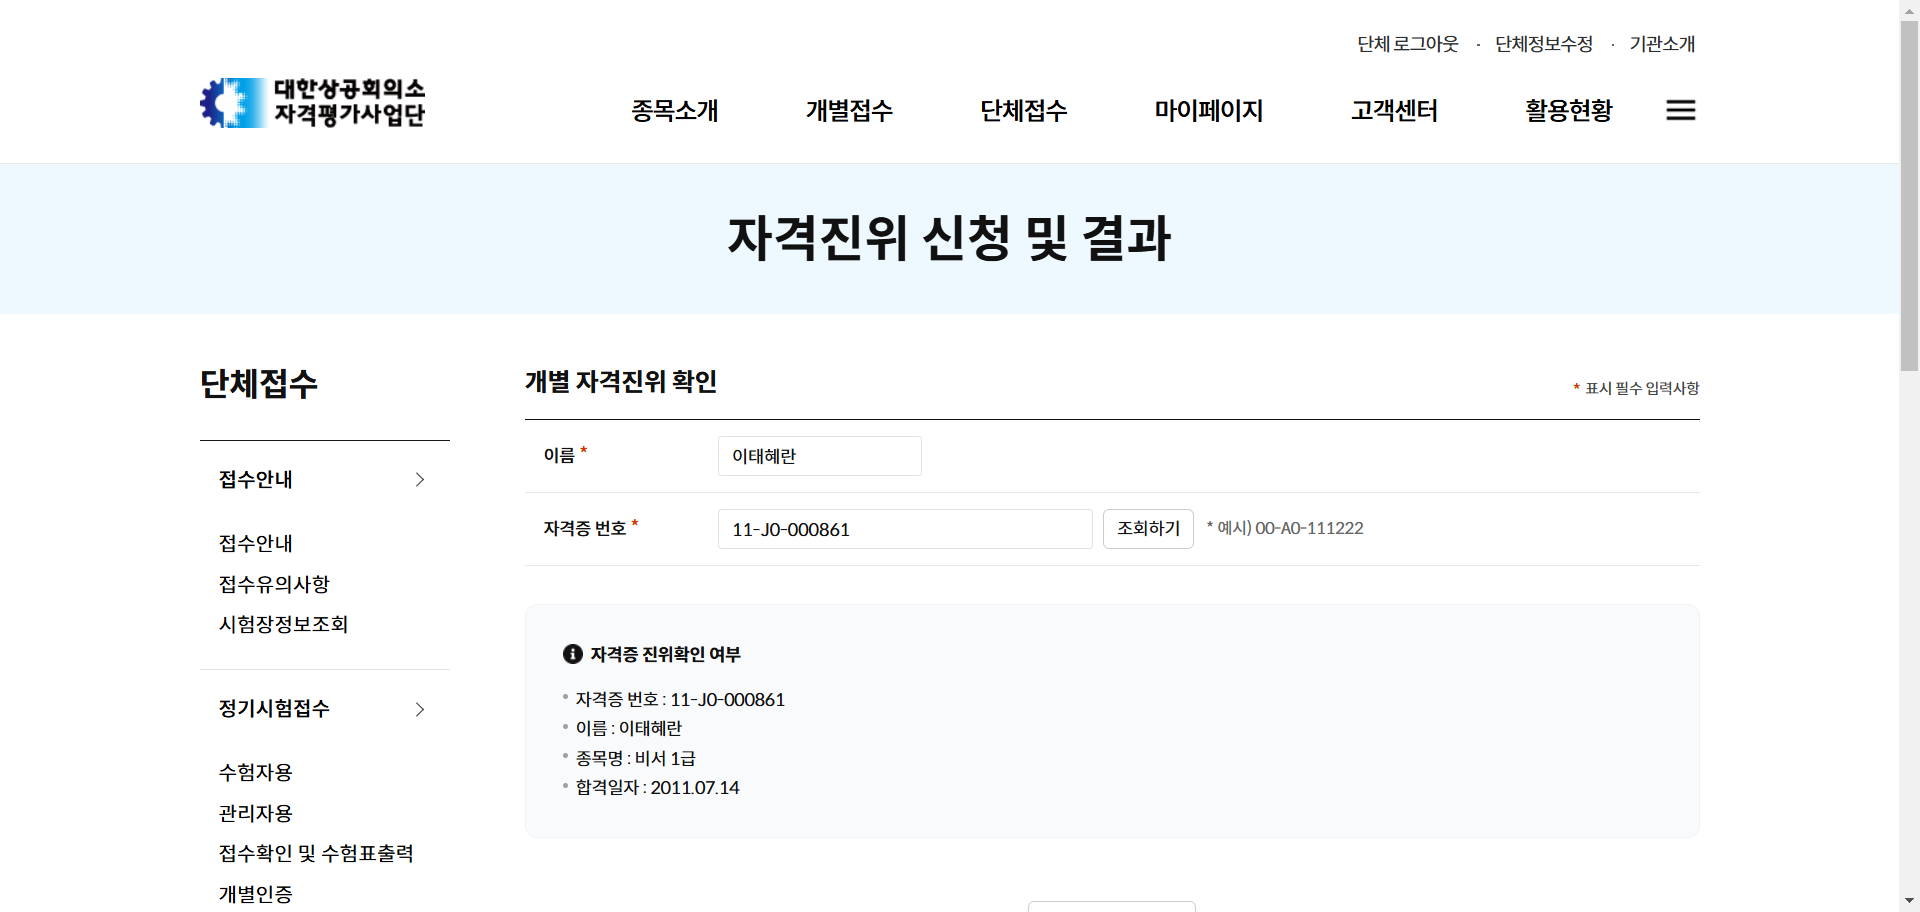 단체 로그아웃 · 단체정보수정 · 기관소개
대한상공회의소
자격평가사업단
종목소개 개별접수 단체접수 마이페이지 고객센터 활용현황
자격진위 신청 및 결과
단체접수
접수안내
접수안내
접수유의사항
시험장정보조회
정기시험접수
수험자용
관리자용
접수확인 및 수험표출력
개별인증
개별 자격진위 확인
* 표시 필수 입력사항
이름 * 이태혜란
자격증 번호 * 11-J0-000861 조회하기 * 예시) 00-A0-111222
자격증 진위확인 여부
자격증 번호 : 11-J0-000861
이름 : 이태혜란
종목명 : 비서 1급
합격일자 : 2011.07.14